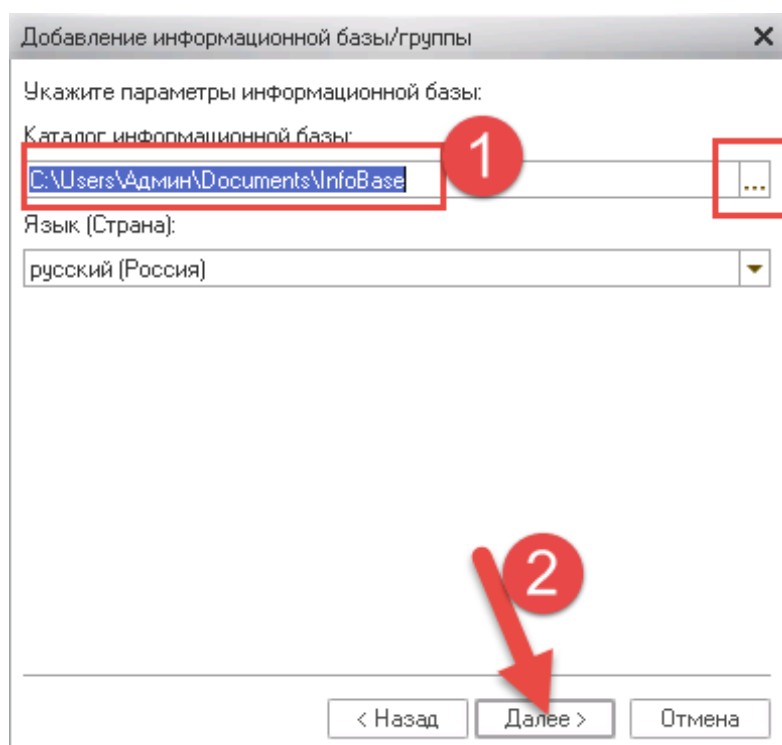 Добавление информационной базы/группы
Укажите параметры информационной базы:
Каталог информационной базы:
1
C:\Users\Админ\Documents\InfoBase
...
Язык (Страна):
русский (Россия)
2
< Назад
Далее >
Отмена